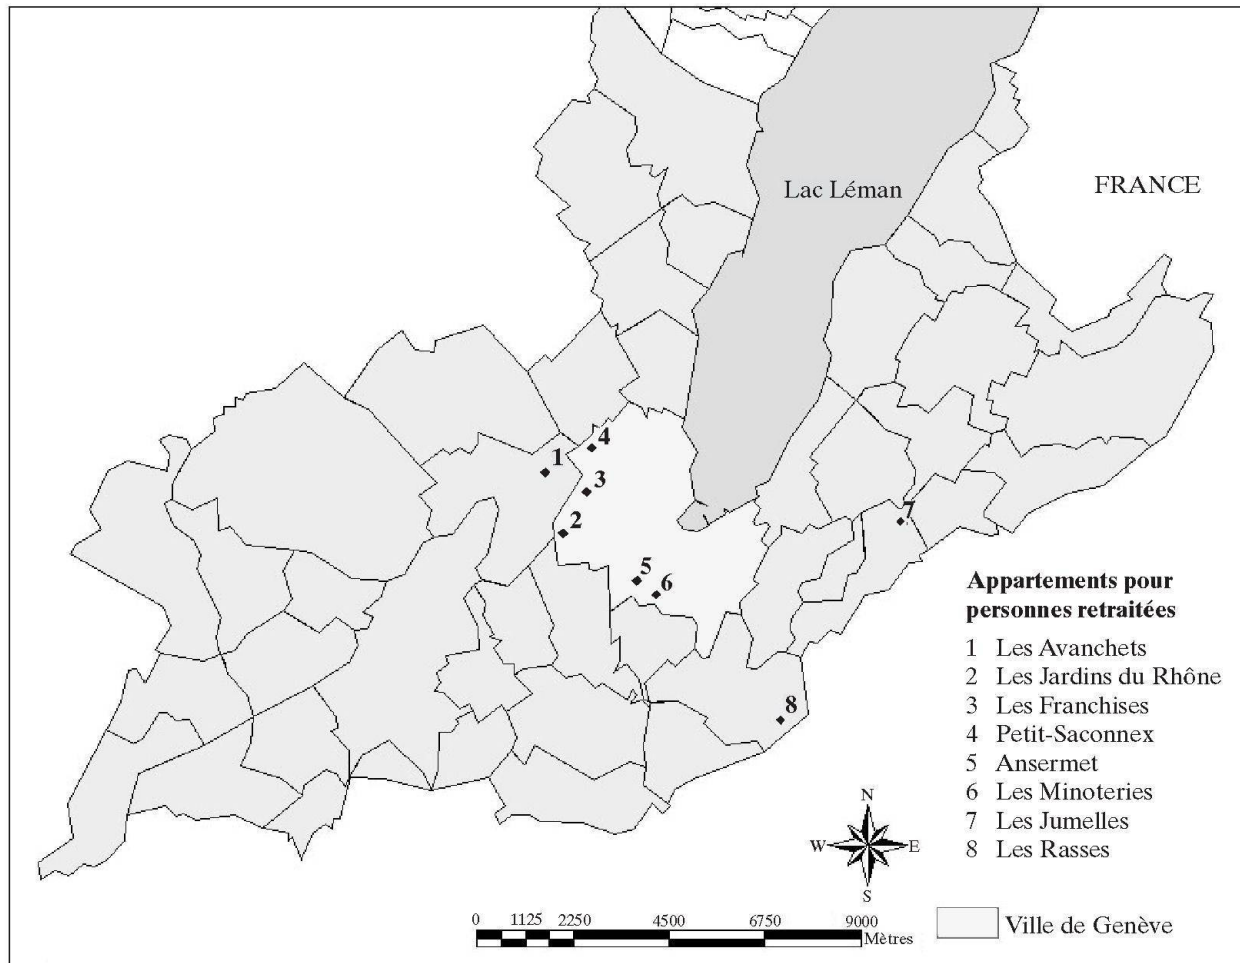 Lac Léman
FRANCE
4
1
3
2
7
5
6
8
Appartements pour
personnes retraitées
1 Les Avanchets
2 Les Jardins du Rhône
3 Les Franchises
4 Petit-Saconnex
5 Ansermet
6 Les Minoteries
7 Les Jumelles
8 Les Rasses
N
W E
S
0 1125 2250 4500 6750 9000
Mètres
Ville de Genève